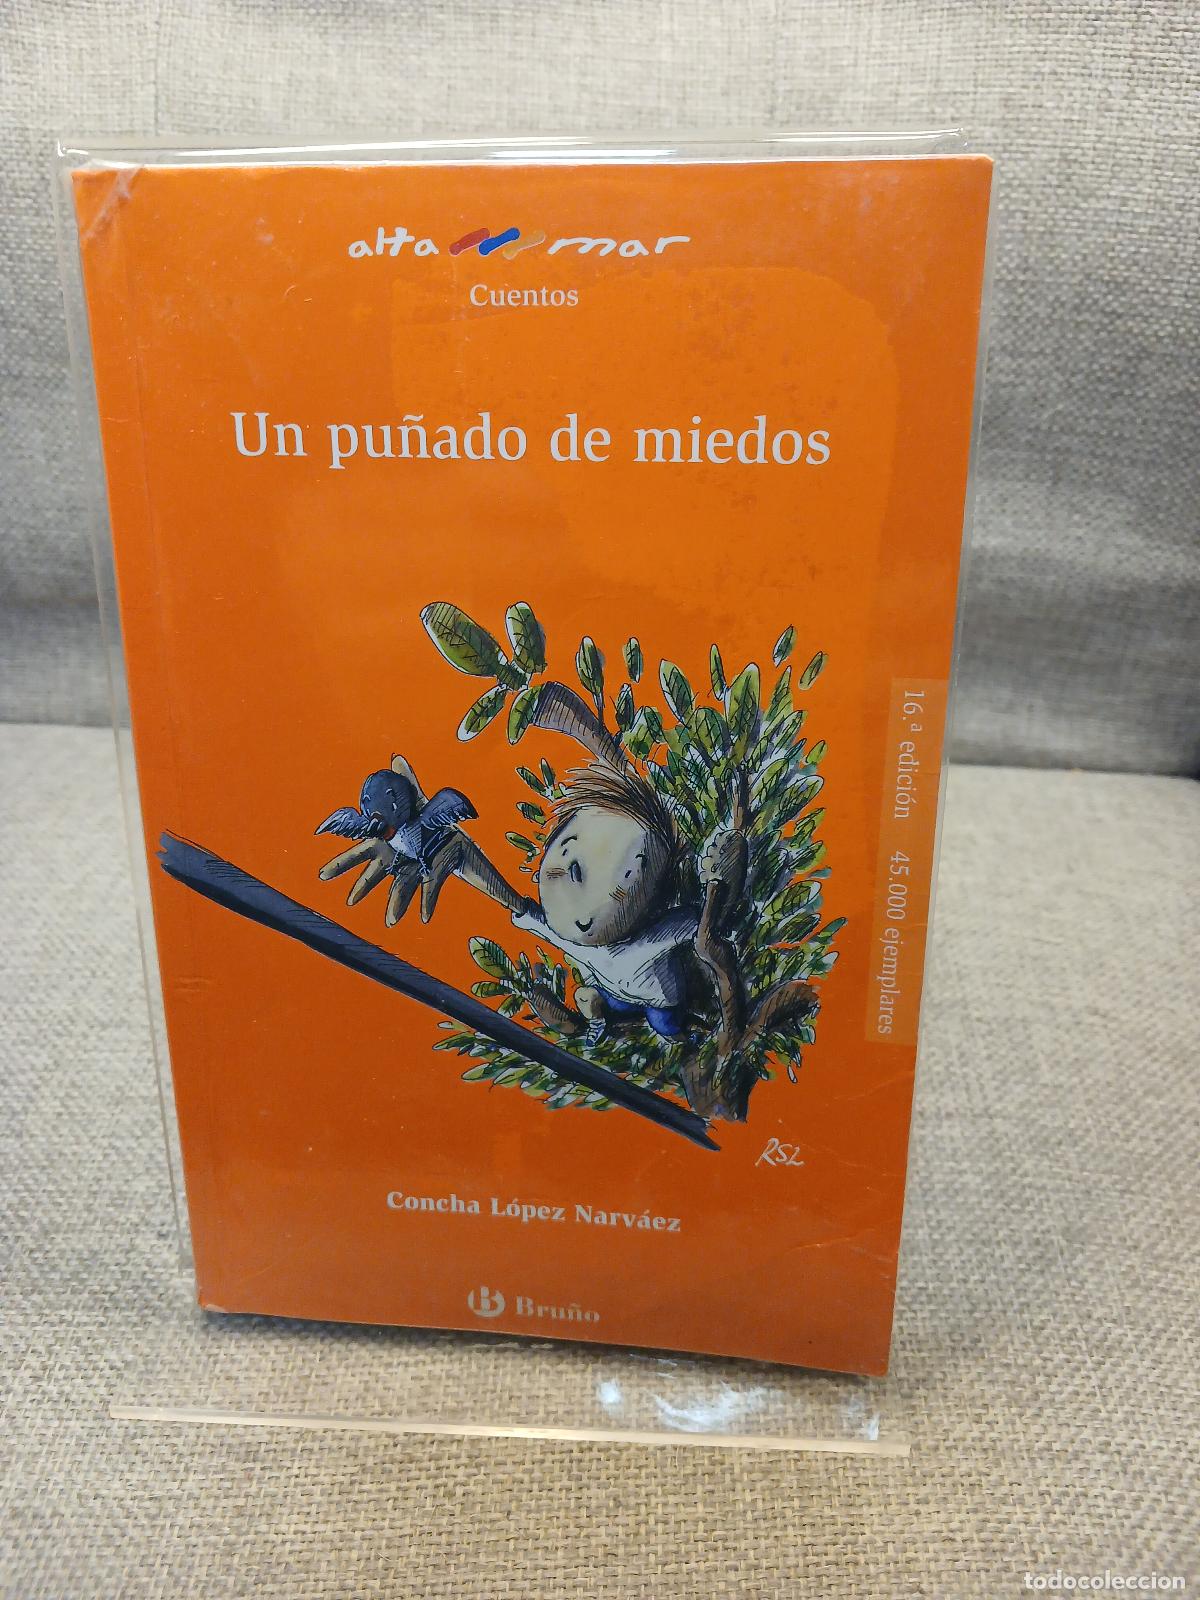 alta mar
Cuentos
Un puñado de miedos
16.ª edición 45.000 ejemplares
RSL
Concha López Narváez
B Bruño
todocoleccion